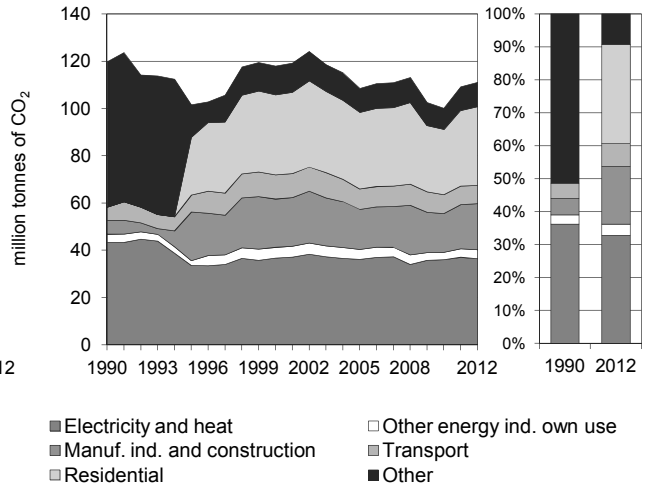 million tonnes of CO2
140
120
100
80
60
40
20
0
1990 1993 1996 1999 2002 2005 2008 2012
100%
90%
80%
70%
60%
50%
40%
30%
20%
10%
0%
1990 2012
12
Electricity and heat
Other energy ind. own use
Manuf. ind. and construction
Transport
Residential
Other